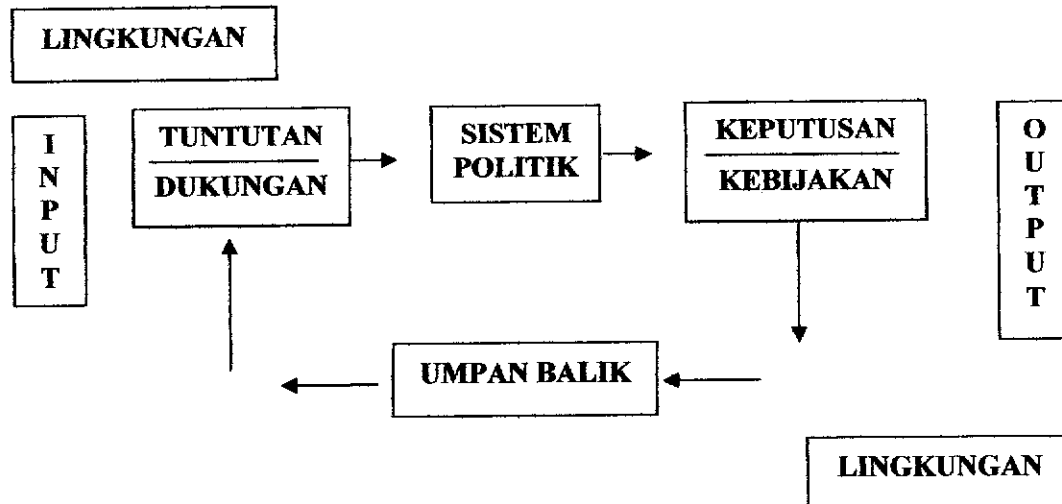 LINGKUNGAN
INPUT
TUNTUTAN
DUKUNGAN
SISTEM
POLITIK
KEPUTUSAN
KEBIJAKAN
OUTPUT
UMPAN BALIK
LINGKUNGAN